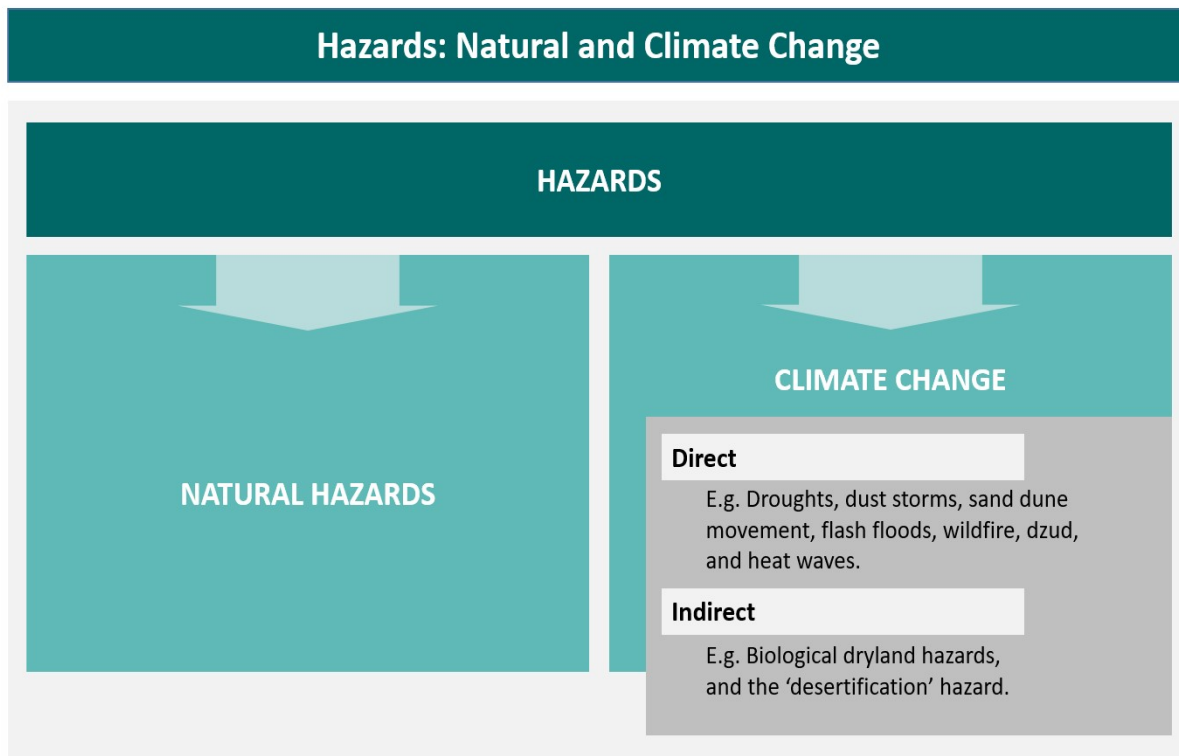 Hazards: Natural and Climate Change
HAZARDS
NATURAL HAZARDS
CLIMATE CHANGE
Direct
E.g. Droughts, dust storms, sand dune
movement, flash floods, wildfire, dzud,
and heat waves.
Indirect
E.g. Biological dryland hazards,
and the ‘desertification’ hazard.